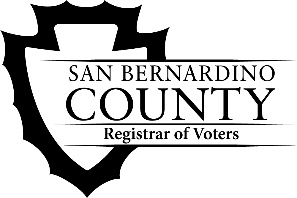 SAN BERNARDINO
COUNTY
Registrar of Voters